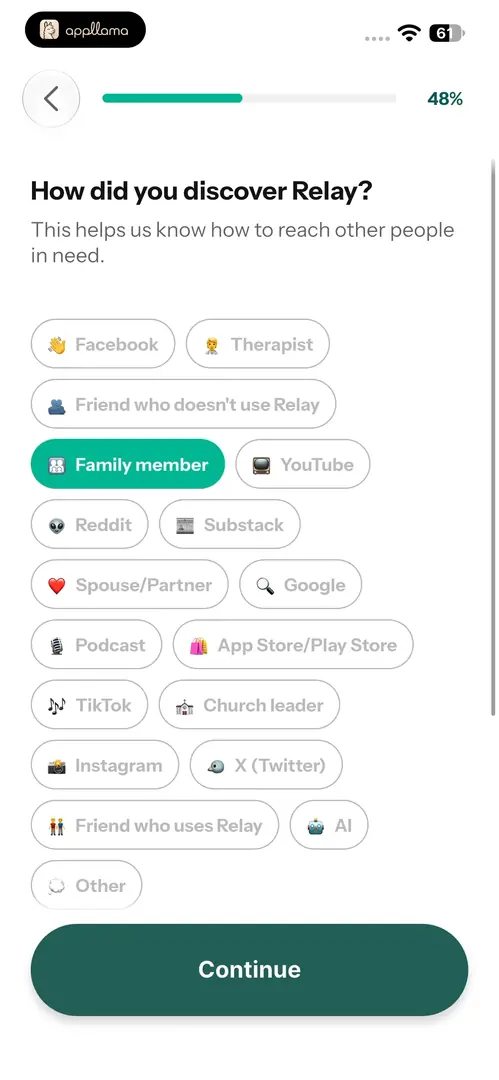 appllama
61
48%
How did you discover Relay?
This helps us know how to reach other people
in need.
👋 Facebook
🧑‍⚕️ Therapist
👥 Friend who doesn't use Relay
Family member
📺 YouTube
👽 Reddit
📰 Substack
❤️ Spouse/Partner
🔍 Google
🎙️ Podcast
🛍️ App Store/Play Store
🎶 TikTok
⛪ Church leader
📸 Instagram
🐦 X (Twitter)
👬 Friend who uses Relay
🤖 AI
💭 Other
Continue